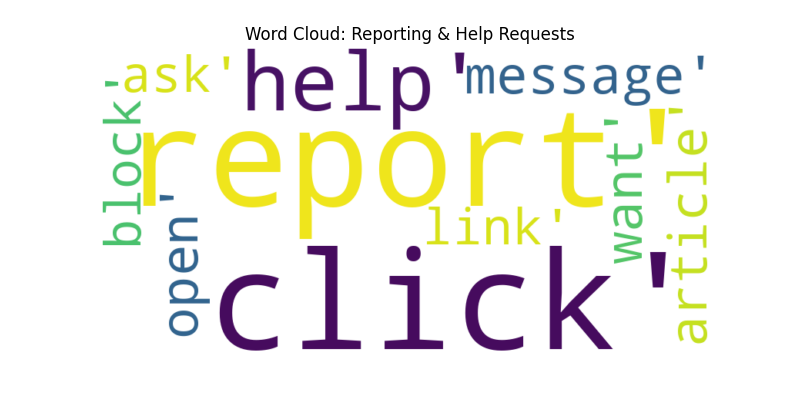 Word Cloud: Reporting & Help Requests
ask'
help'
message'
block'
report'
want'
article'
open'
link'
click'